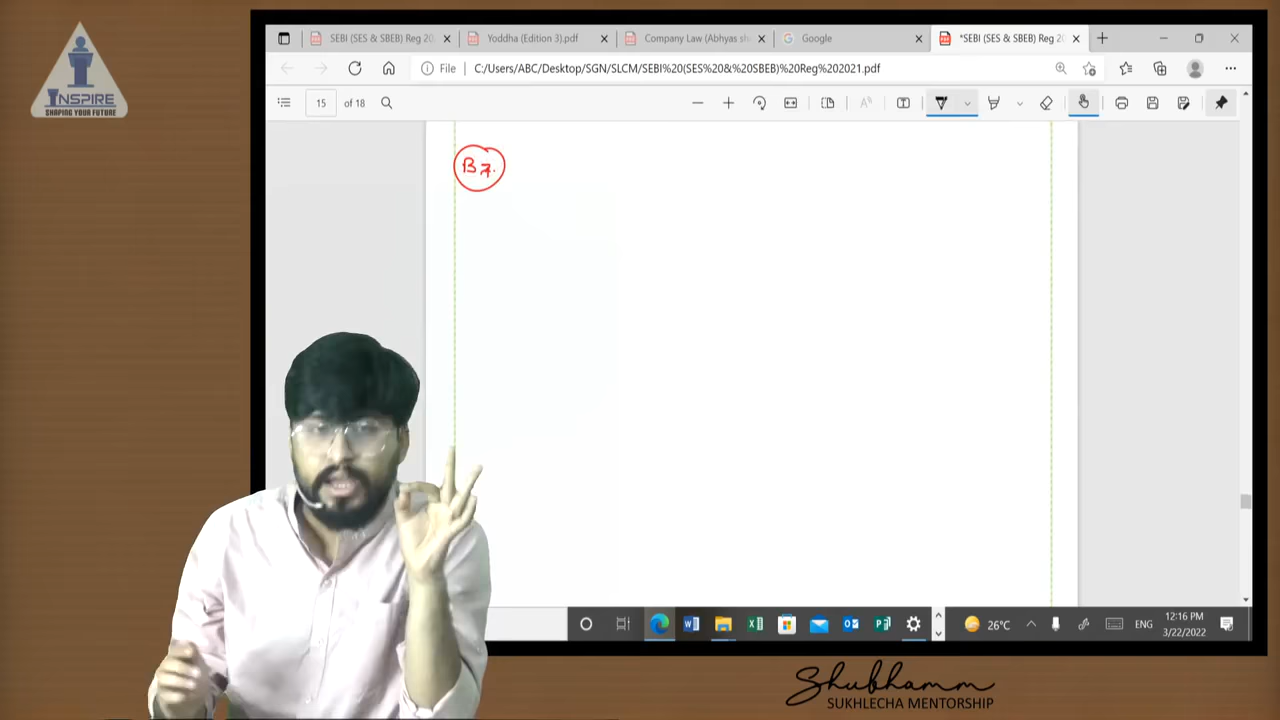 INSPIRE
SHAPING YOUR FUTURE
SEBI (SES & SBEB) Reg 20
Yoddha (Edition 3).pdf
Company Law (Abhyas sh
Google
*SEBI (SES & SBEB) Reg 2
File
C:/Users/ABC/Desktop/SGN/SLCM/SEBI%20(SES%20&%20SBEB)%20Reg%202021.pdf
15 of 18
B7.
26°C
ENG
12:16 PM
3/22/2022
Shubhamm
SUKHLECHA MENTORSHIP